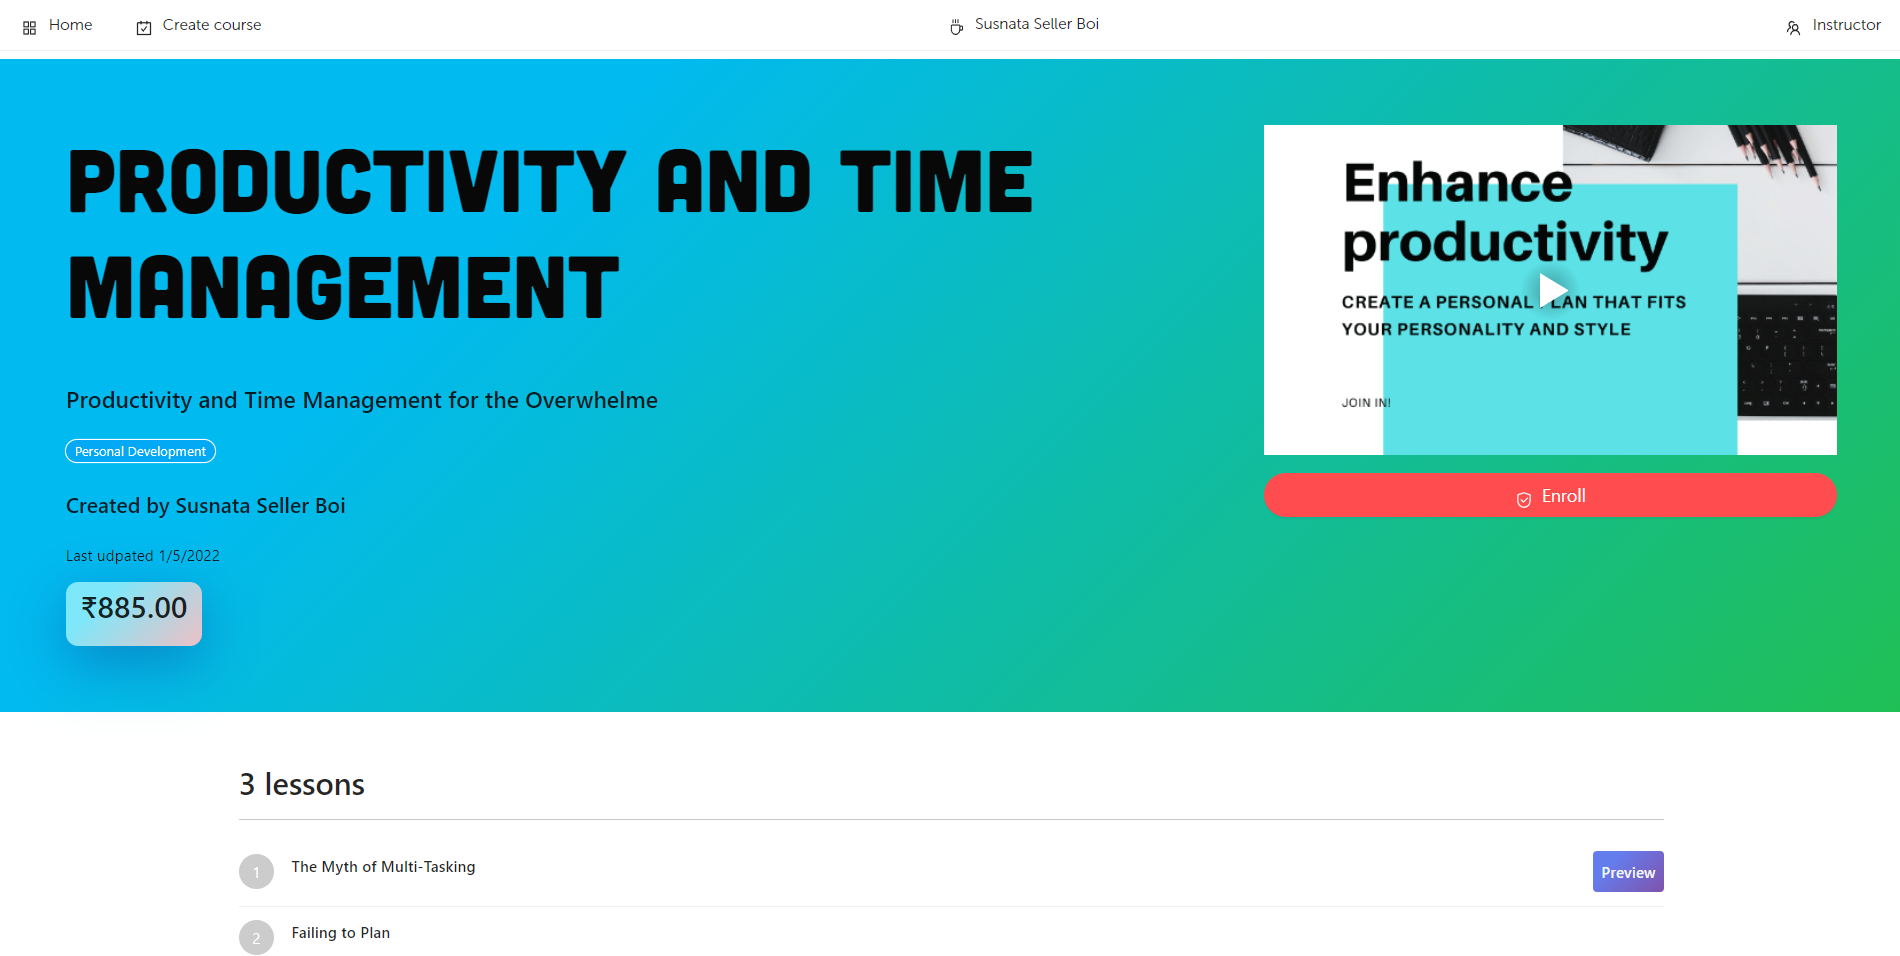 Home
Create course
Susnata Seller Boi
Instructor
PRODUCTIVITY AND TIME
MANAGEMENT
Productivity and Time Management for the Overwhelme
Personal Development
Created by Susnata Seller Boi
Last udpated 1/5/2022
₹885.00
Enhance
productivity
CREATE A PERSONAL LAN THAT FITS
YOUR PERSONALITY AND STYLE
JOIN IN!
Enroll
3 lessons
1
The Myth of Multi-Tasking
Preview
2
Failing to Plan